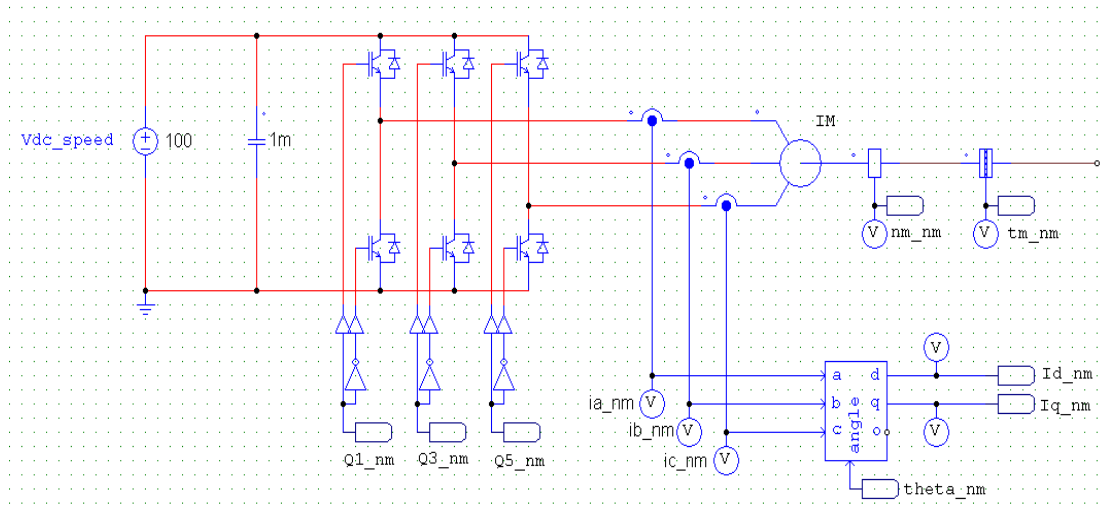 IM
Vdc_speed
100
1m
V
nm_nm
V
tm_nm
V
a
d
Id_nm
ia_nm
V
b
q
Iq_nm
ib_nm
V
angle
c
o
V
Q1_nm
Q3_nm
Q5_nm
ic_nm
V
theta_nm